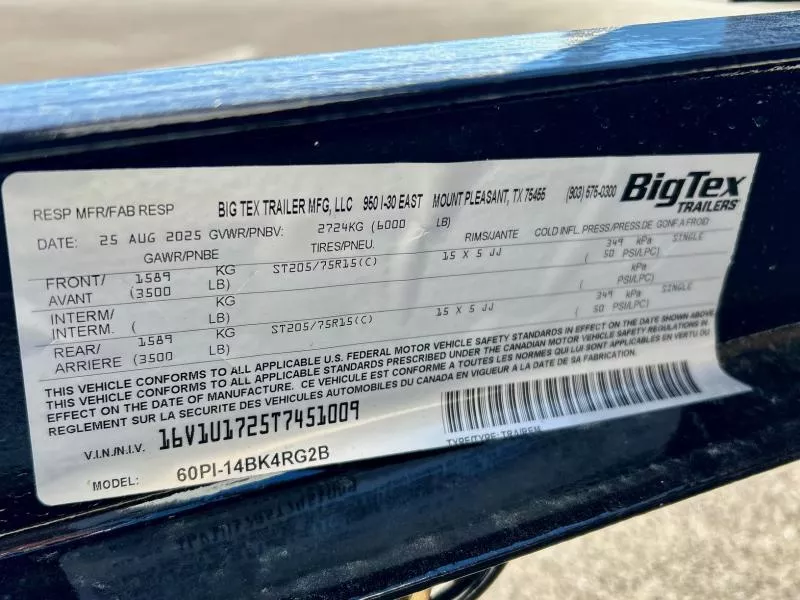 RESP MFR/FAB RESP BIG TEX TRAILER MFG, LLC 950 I-30 EAST MOUNT PLEASANT, TX 75455 (903) 575-0300 BigTex TRAILERS
DATE: 25 AUG 2025 GVWR/PNBV: 2724KG (6000 LB)
GAWR/PNBE TIRES/PNEU. RIMS/JANTE COLD INFL. PRESS/PRESS.DE GONF A FROID
FRONT/ 1589 KG ST205/75R15(C) 15 X 5 JJ 349 kPa SINGLE
AVANT (3500 LB) ( 50 PSI/LPC)
INTERM/ KG kPa
INTERM. ( LB) ( PSI/LPC)
REAR/ 1589 KG ST205/75R15(C) 15 X 5 JJ 349 kPa SINGLE
ARRIERE (3500 LB) ( 50 PSI/LPC)
THIS VEHICLE CONFORMS TO ALL APPLICABLE U.S. FEDERAL MOTOR VEHICLE SAFETY STANDARDS IN EFFECT ON THE DATE SHOWN ABOVE
THIS VEHICLE CONFORMS TO ALL APPLICABLE STANDARDS PRESCRIBED UNDER THE CANADIAN MOTOR VEHICLE SAFETY REGULATIONS IN
EFFECT ON THE DATE OF MANUFACTURE. CE VEHICULE EST CONFORME A TOUTES LES NORMES QUI LUI SONT APPLICABLES EN VERTU DU
REGLEMENT SUR LA SECURITE DES VEHICULES AUTOMOBILES DU CANADA EN VIGUEUR A LA DATE DE SA FABRICATION.
V.I.N./N.I.V. 16V1U1725T7451009
TYPE/TYPE: TRA/REM
MODEL: 60PI-14BK4RG2B